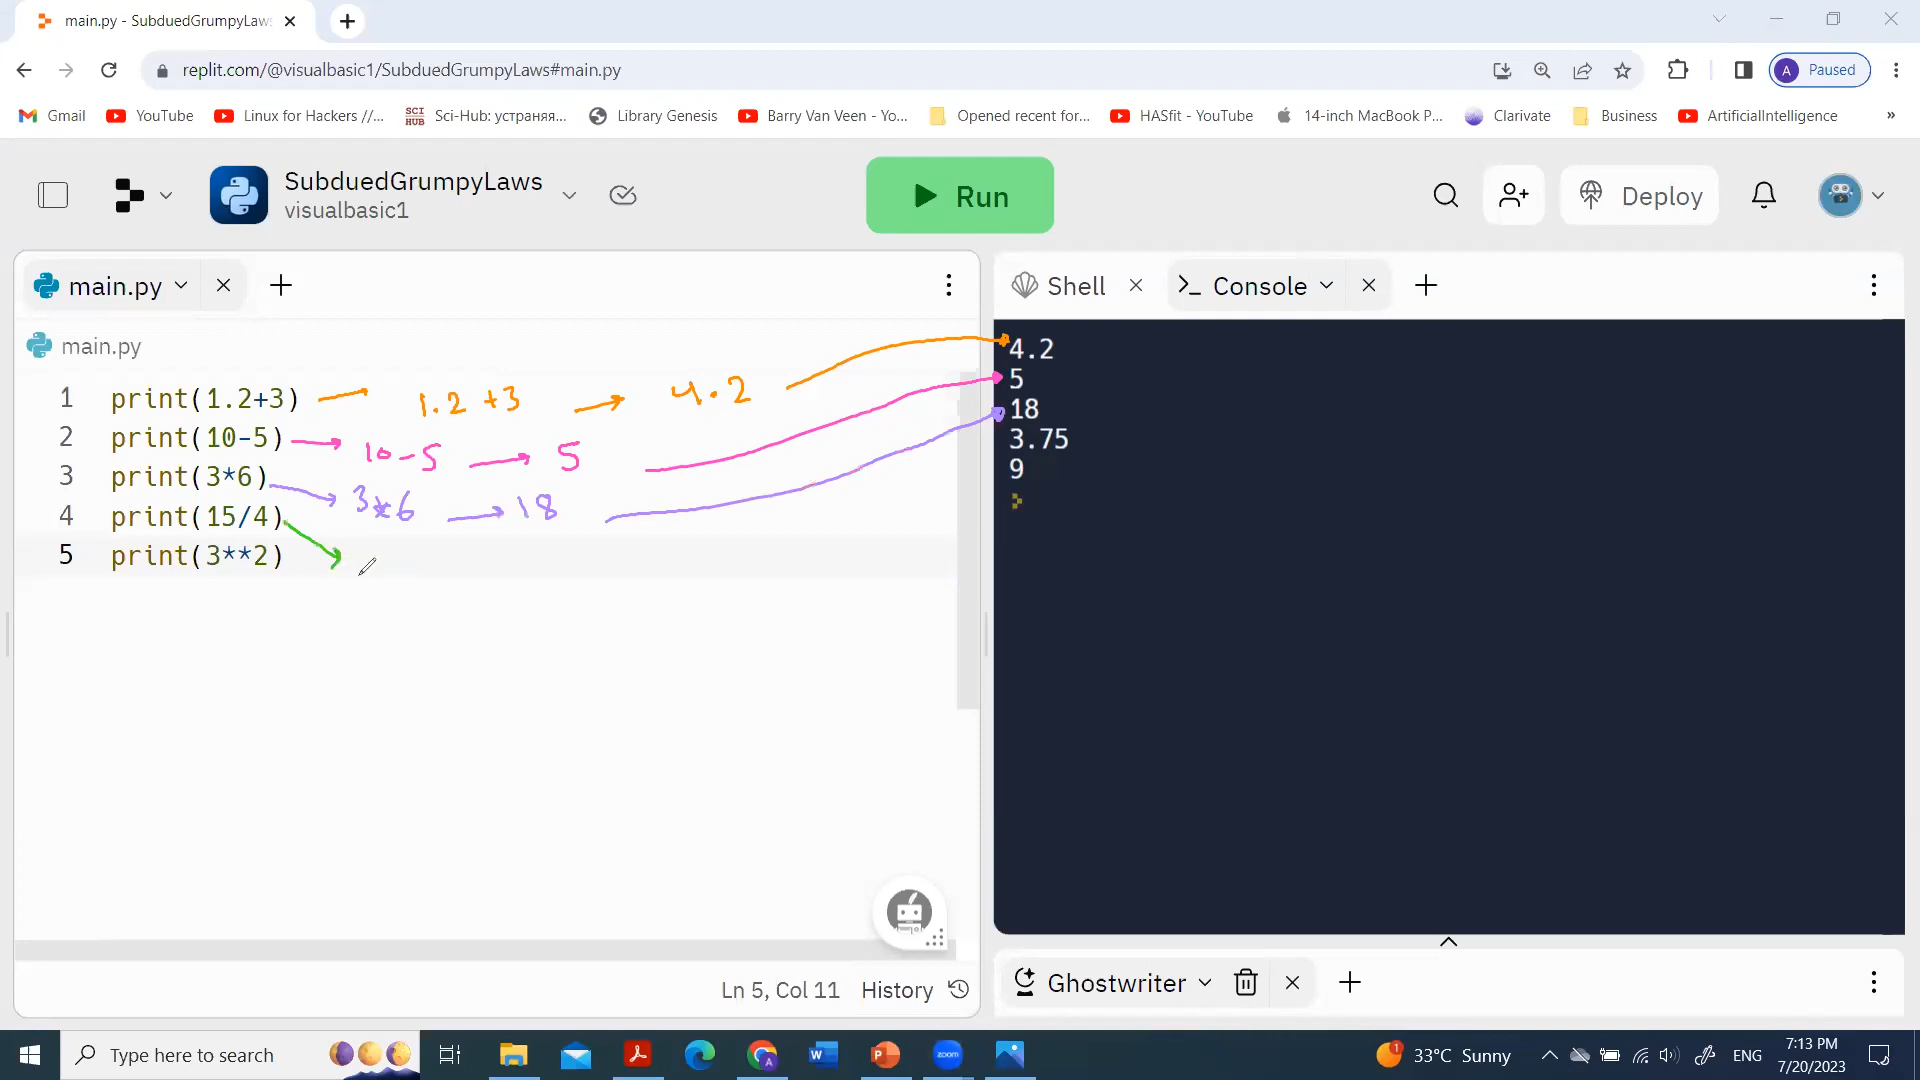 main.py - SubduedGrumpyLaws
replit.com/@visualbasic1/SubduedGrumpyLaws#main.py
A Paused
Gmail YouTube Linux for Hackers //... SCI HUB Sci-Hub: устраняя... Library Genesis Barry Van Veen - Yo... Opened recent for... HASfit - YouTube 14-inch MacBook P... Clarivate Business ArtificialIntelligence »
SubduedGrumpyLaws
visualbasic1
Run
Deploy
main.py
main.py
1 print(1.2+3) 1.2 +3 4.2
2 print(10-5) 10-5 5
3 print(3*6) 3*6 18
4 print(15/4)
5 print(3**2)
Ln 5, Col 11 History
Shell Console
4.2
5
18
3.75
9
Ghostwriter
Type here to search
zoom
1 33°C Sunny
ENG
7:13 PM
7/20/2023